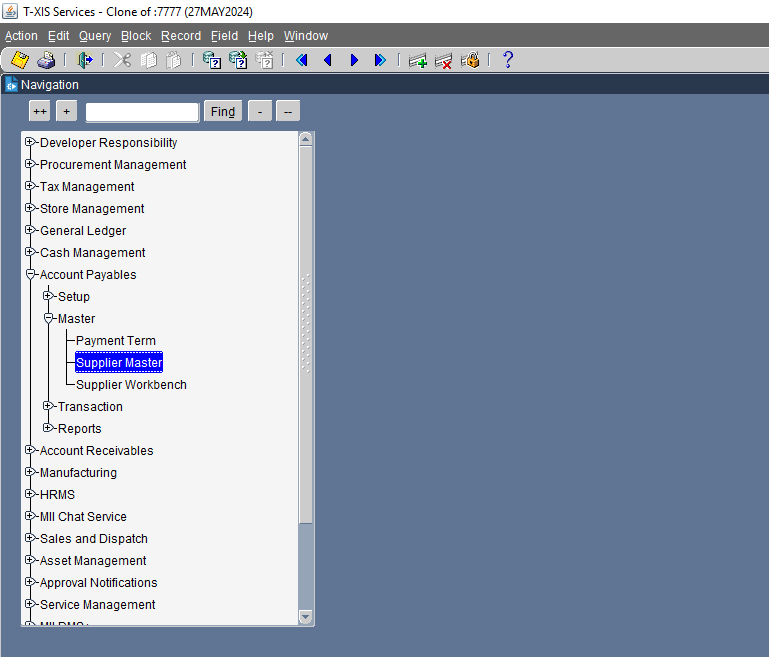 T-XIS Services - Clone of :7777 (27MAY2024)
Action Edit Query Block Record Field Help Window
Navigation
++ + Find - --
Developer Responsibility
Procurement Management
Tax Management
Store Management
General Ledger
Cash Management
Account Payables
Setup
Master
Payment Term
Supplier Master
Supplier Workbench
Transaction
Reports
Account Receivables
Manufacturing
HRMS
MII Chat Service
Sales and Dispatch
Asset Management
Approval Notifications
Service Management